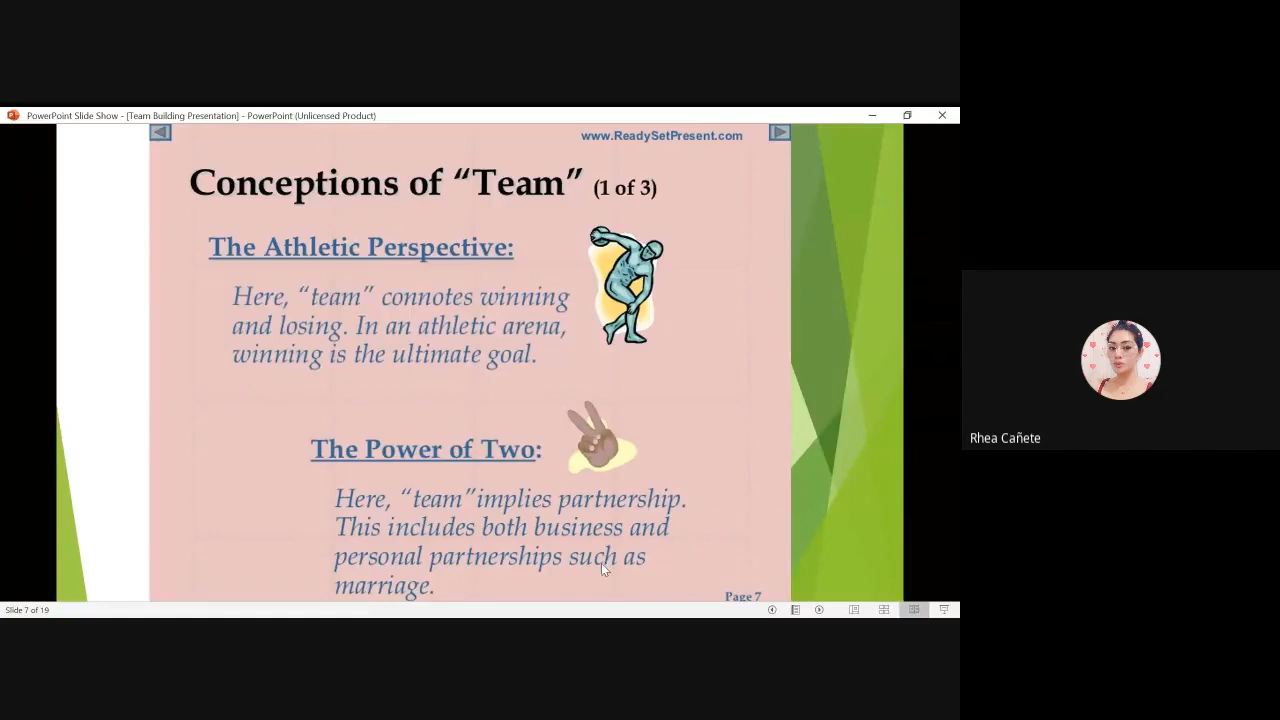 PowerPoint Slide Show - [Team Building Presentation] - PowerPoint (Unlicensed Product)
www.ReadySetPresent.com
Conceptions of “Team” (1 of 3)
The Athletic Perspective:
Here, “team” connotes winning
and losing. In an athletic arena,
winning is the ultimate goal.
The Power of Two:
Here, “team”implies partnership.
This includes both business and
personal partnerships such as
marriage.
Page 7
Slide 7 of 19
Rhea Cañete